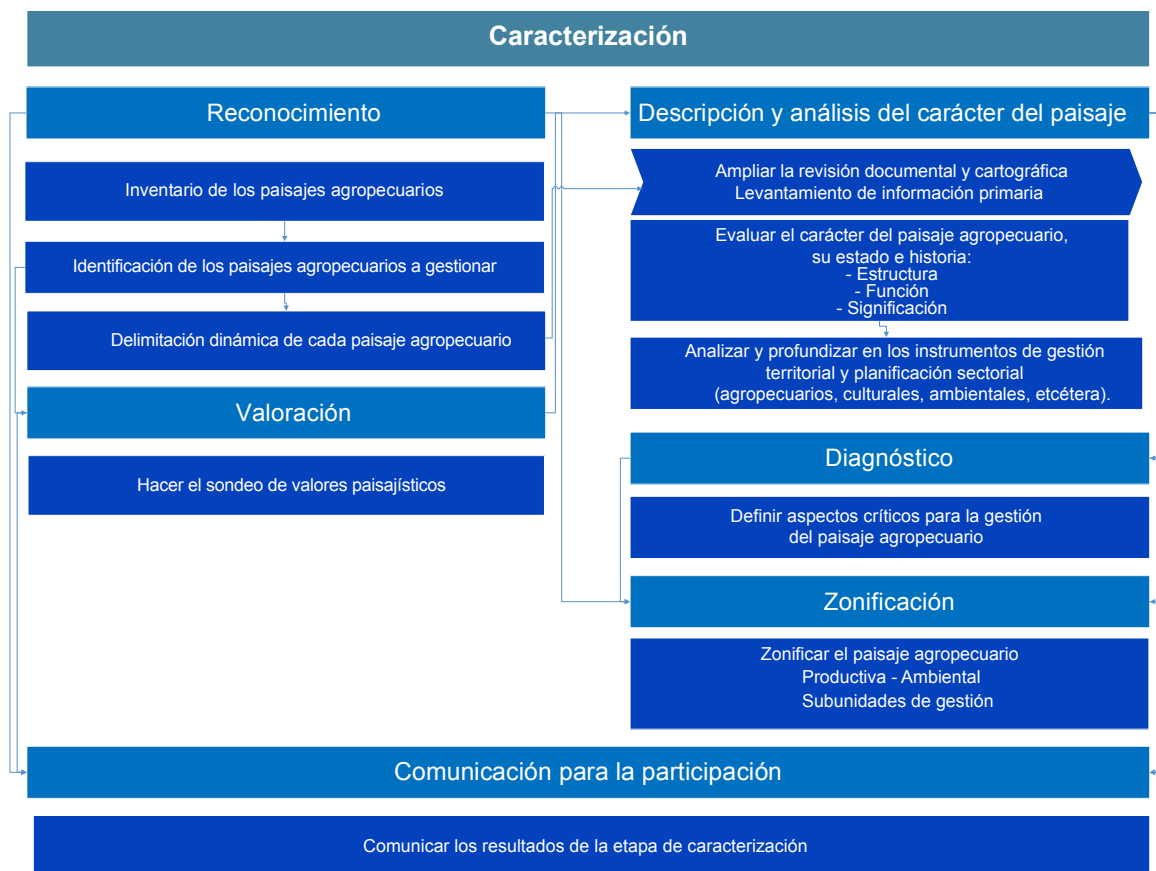 Caracterización
Reconocimiento
Inventario de los paisajes agropecuarios
Identificación de los paisajes agropecuarios a gestionar
Delimitación dinámica de cada paisaje agropecuario
Valoración
Hacer el sondeo de valores paisajísticos
Descripción y análisis del carácter del paisaje
Ampliar la revisión documental y cartográfica
Levantamiento de información primaria
Evaluar el carácter del paisaje agropecuario,
su estado e historia:
- Estructura
- Función
- Significación
Analizar y profundizar en los instrumentos de gestión
territorial y planificación sectorial
(agropecuarios, culturales, ambientales, etcétera).
Diagnóstico
Definir aspectos críticos para la gestión
del paisaje agropecuario
Zonificación
Zonificar el paisaje agropecuario
Productiva - Ambiental
Subunidades de gestión
Comunicación para la participación
Comunicar los resultados de la etapa de caracterización